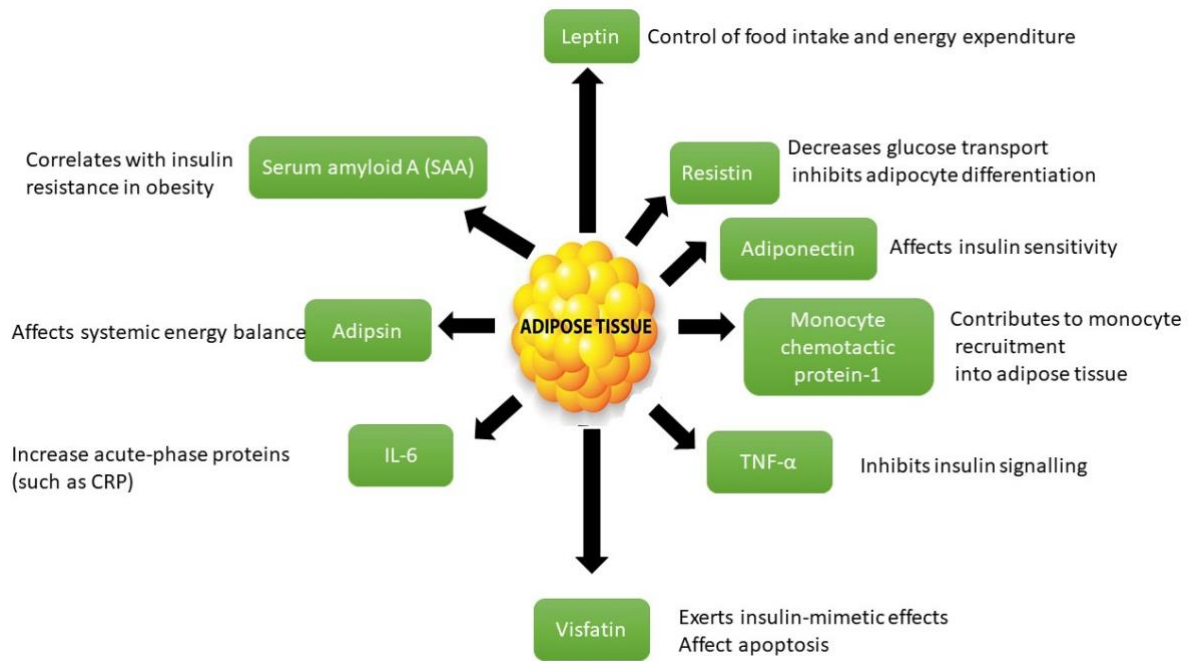 Leptin
Control of food intake and energy expenditure
Correlates with insulin
resistance in obesity
Serum amyloid A (SAA)
Resistin
Decreases glucose transport
inhibits adipocyte differentiation
Adiponectin
Affects insulin sensitivity
Affects systemic energy balance
Adipsin
ADIPOSE TISSUE
Monocyte
chemotactic
protein-1
Contributes to monocyte
recruitment
into adipose tissue
Increase acute-phase proteins
(such as CRP)
IL-6
TNF-α
Inhibits insulin signalling
Visfatin
Exerts insulin-mimetic effects
Affect apoptosis